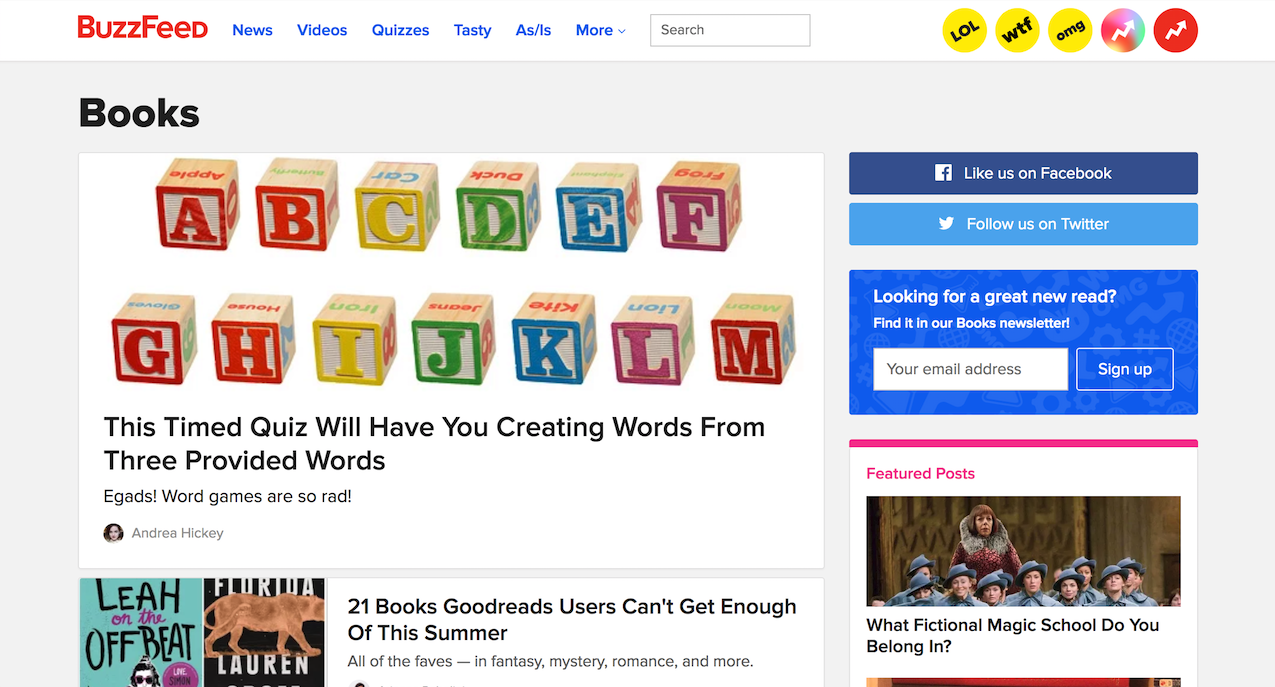 BuzzFeed News Videos Quizzes Tasty As/Is More Search LOL wtf omg
Books
Apple Butterfly Car Duck Elephant Frog
A B C D E F
Gloves House Iron Jeans Kite Lion Moon
G H I J K L M
This Timed Quiz Will Have You Creating Words From
Three Provided Words
Egads! Word games are so rad!
Andrea Hickey
LEAH
on the
OFFBEAT
LOVE,
SIMON
FLORIDA
LAUREN
21 Books Goodreads Users Can't Get Enough
Of This Summer
All of the faves — in fantasy, mystery, romance, and more.
Like us on Facebook
Follow us on Twitter
Looking for a great new read?
Find it in our Books newsletter!
Your email address Sign up
Featured Posts
What Fictional Magic School Do You
Belong In?